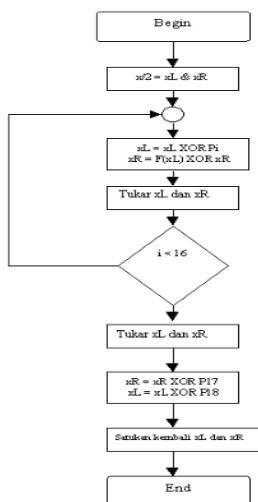 Begin
x/2 = xL & xR
xL = xL XOR Pi
xR = F(xL) XOR xR
Tukar xL dan xR
i < 16
Tukar xL dan xR
xR = xR XOR P17
xL = xL XOR P18
Satukan kembali xL dan xR
End